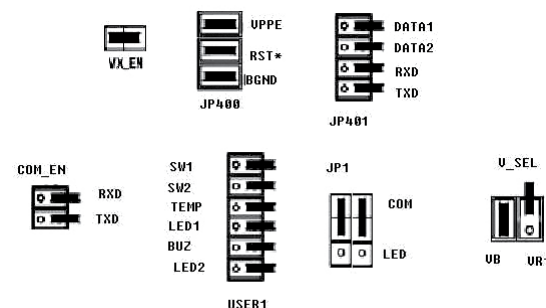 VX_EN
VPPE
RST*
BGND
JP400
DATA1
DATA2
RXD
TXD
JP401
COM_EN
RXD
TXD
SW1
SW2
TEMP
LED1
BUZ
LED2
USER1
JP1
COM
LED
V_SEL
VB
VR1